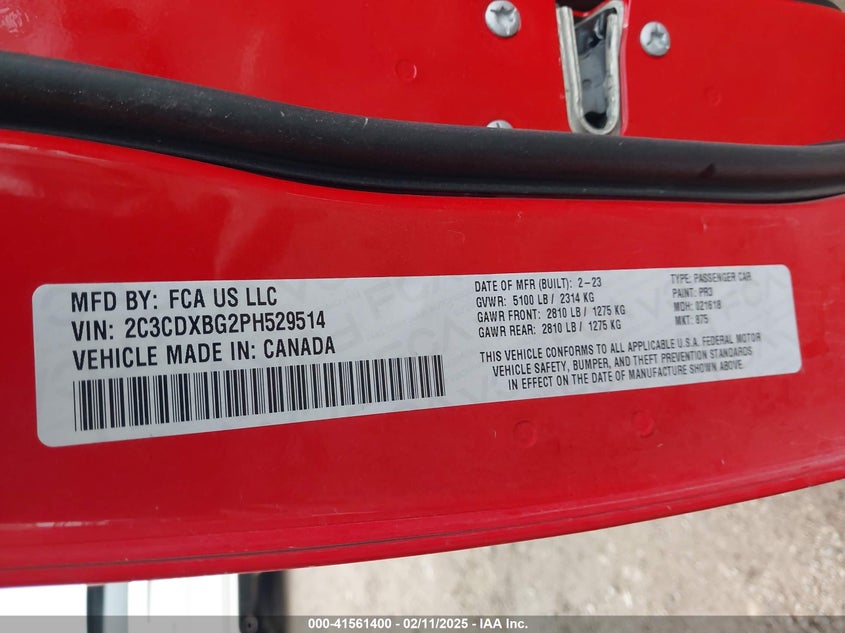 MFD BY: FCA US LLC
VIN: 2C3CDXBG2PH529514
VEHICLE MADE IN: CANADA
DATE OF MFR (BUILT): 2-23
GVWR: 5100 LB / 2314 KG
GAWR FRONT: 2810 LB / 1275 KG
GAWR REAR: 2810 LB / 1275 KG
TYPE: PASSENGER CAR
PAINT: PR3
MDH: 021618
MKT: 875
THIS VEHICLE CONFORMS TO ALL APPLICABLE U.S.A. FEDERAL MOTOR
VEHICLE SAFETY, BUMPER, AND THEFT PREVENTION STANDARDS
IN EFFECT ON THE DATE OF MANUFACTURE SHOWN ABOVE.
000-41561400 - 02/11/2025 - IAA Inc.